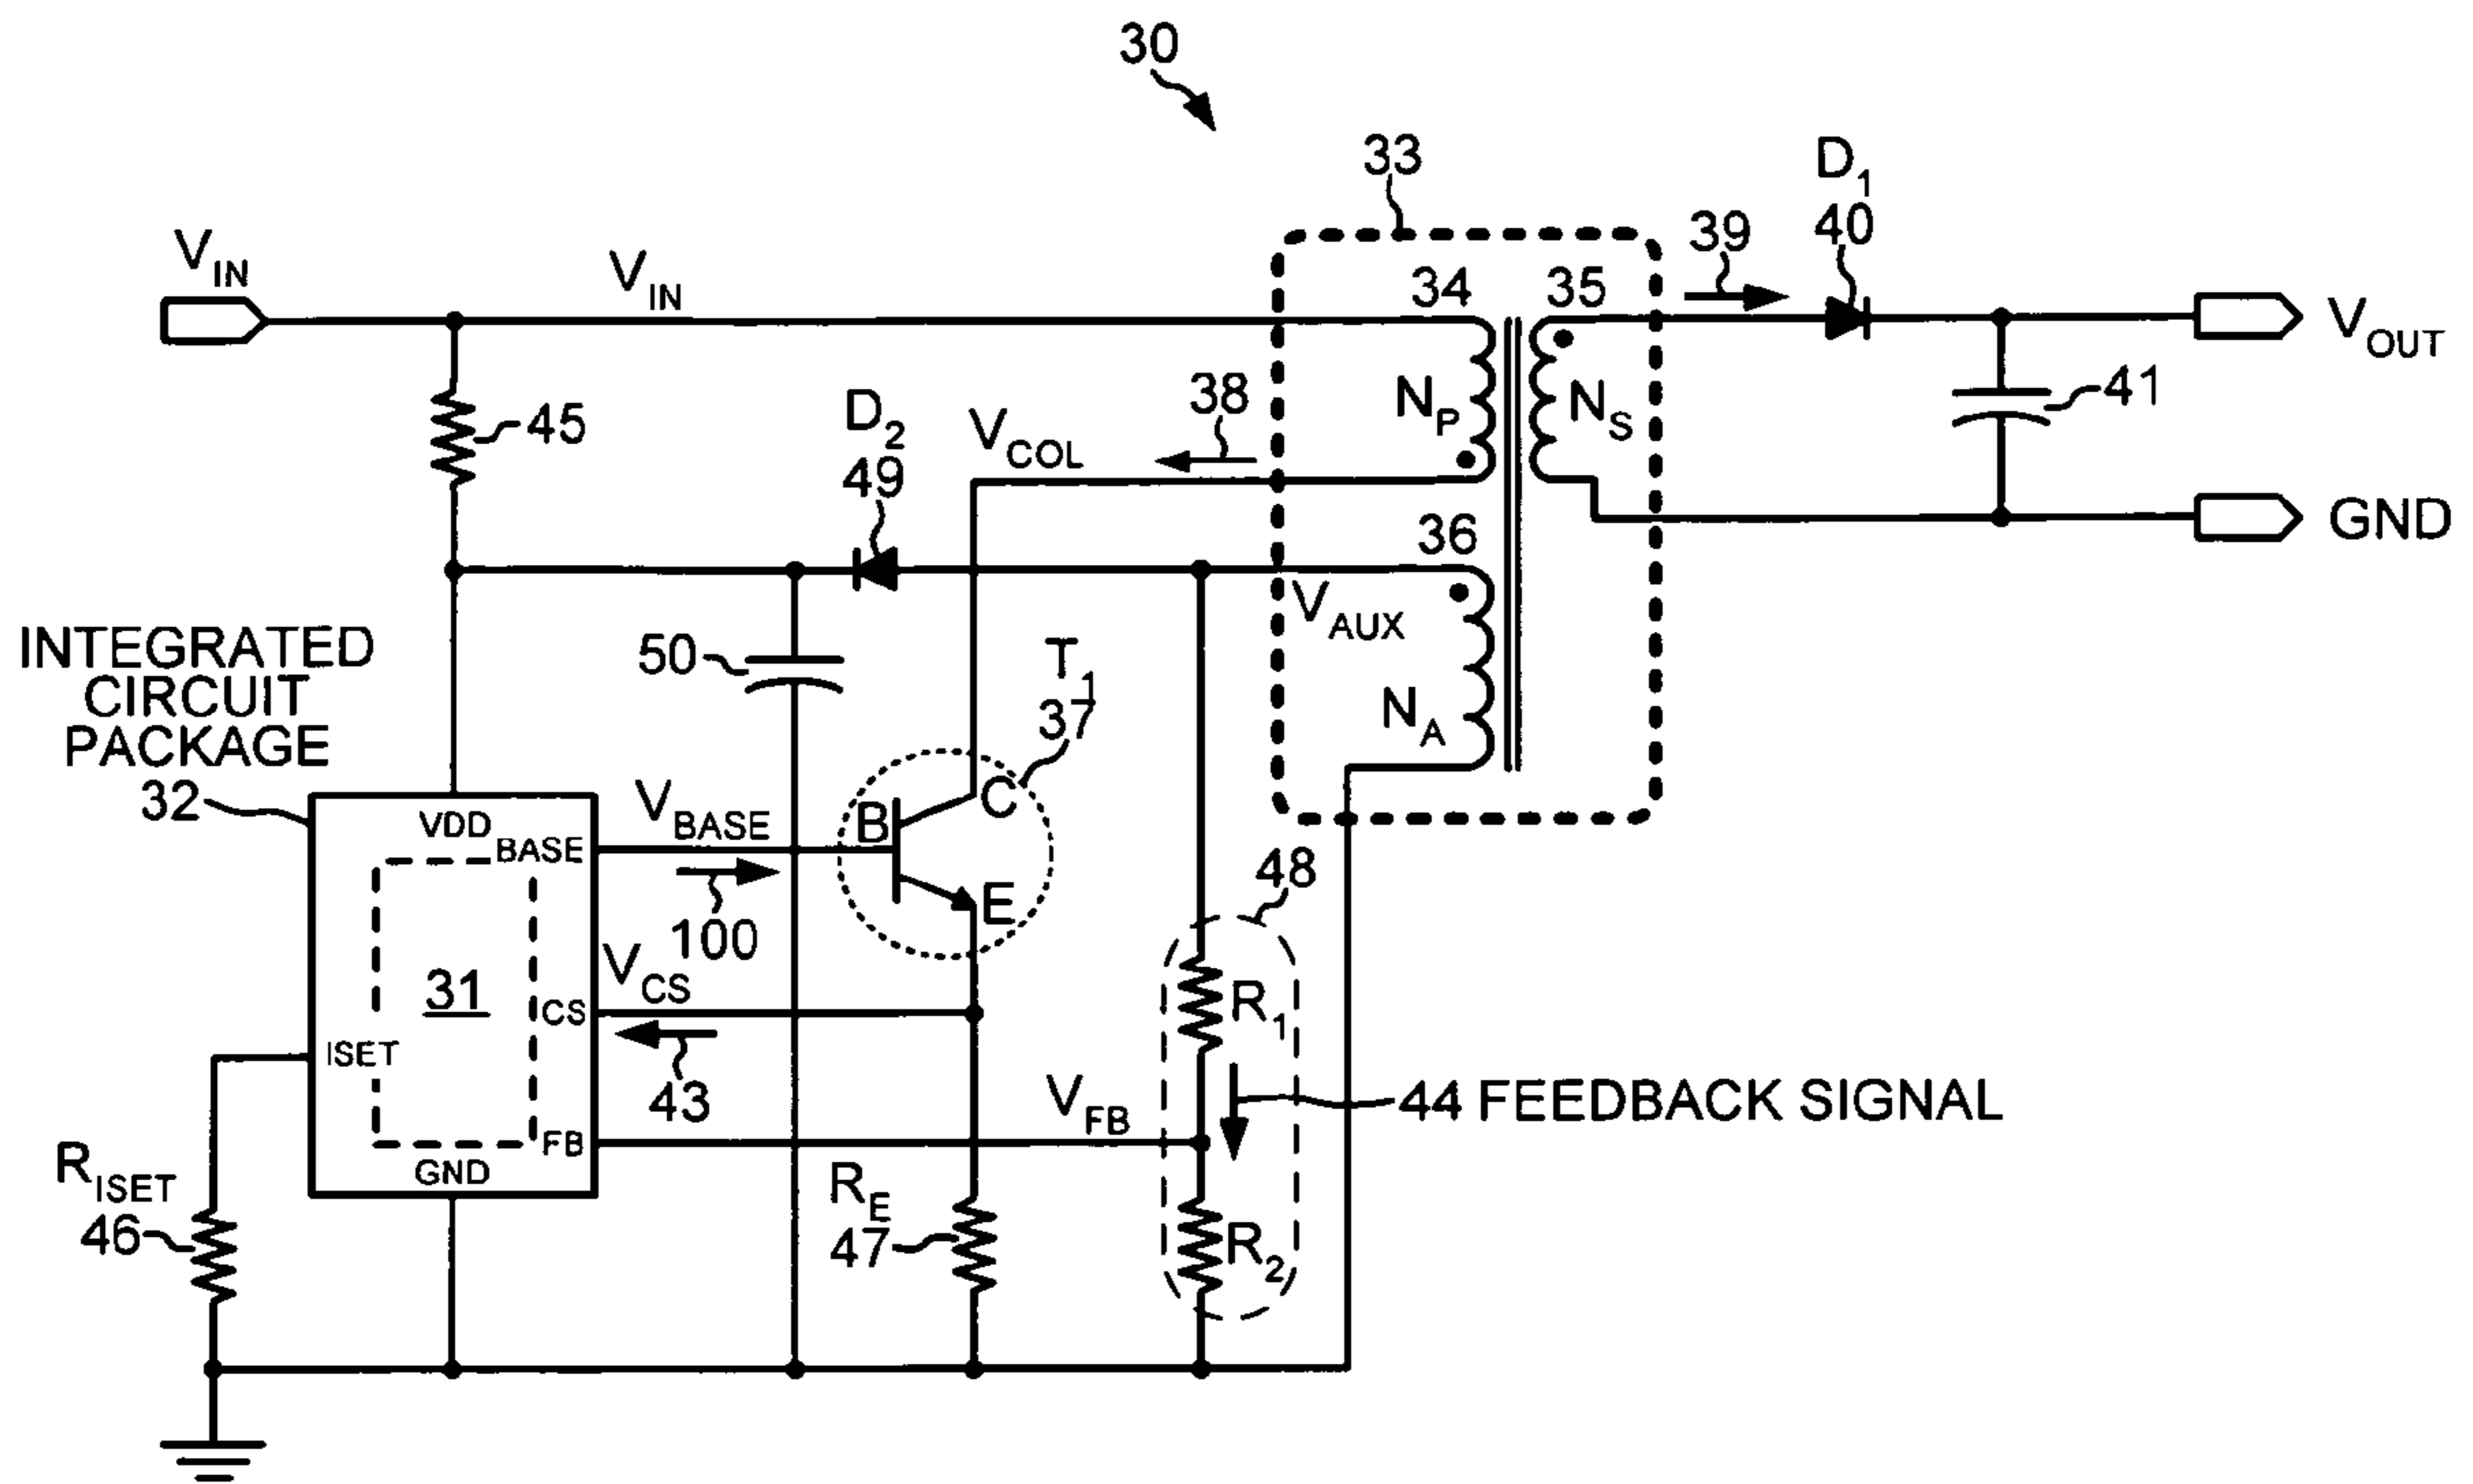 30
33
D1
40
39
VIN
VIN
34
35
VOUT
38
NP
NS
41
D2
49
VCOL
45
36
GND
VAUX
INTEGRATED
CIRCUIT
PACKAGE
32
50
T1
37
NA
VBASE
B
C
E
VDD
BASE
100
48
VCS
31
CS
R1
ISET
43
VFB
44 FEEDBACK SIGNAL
FB
GND
RISET
46
RE
47
R2